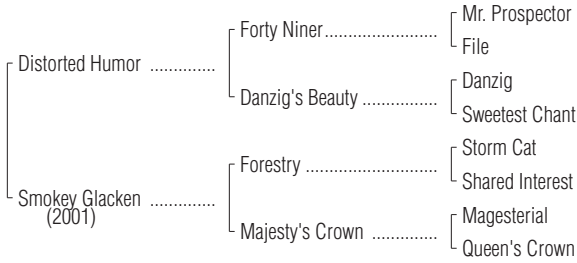 Mr. Prospector
Forty Niner
File
Distorted Humor
Danzig
Danzig's Beauty
Sweetest Chant
Storm Cat
Forestry
Shared Interest
Smokey Glacken
(2001)
Magesterial
Majesty's Crown
Queen's Crown